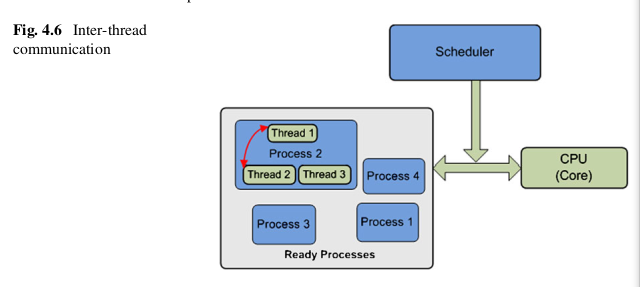 Fig. 4.6 Inter-thread
communication
Scheduler
Thread 1
Process 2
Thread 2
Thread 3
Process 4
CPU
(Core)
Process 3
Process 1
Ready Processes